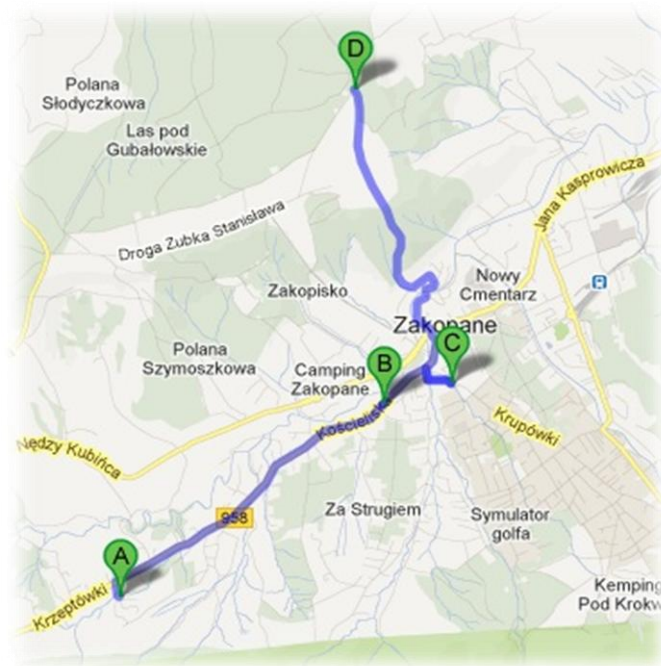 D
Polana
Słodyczkowa
Las pod
Gubałowskie
Jana Kasprowicza
Droga Zubka Stanisława
Nowy
Cmentarz
Zakopisko
Zakopane
C
B
Polana
Szymoszkowa
Camping
Zakopane
Kościeliska
Krupówki
Nędzy Kubińca
958
Za Strugiem
Symulator
golfa
A
Krzeptówki
Kemping
Pod Krokw